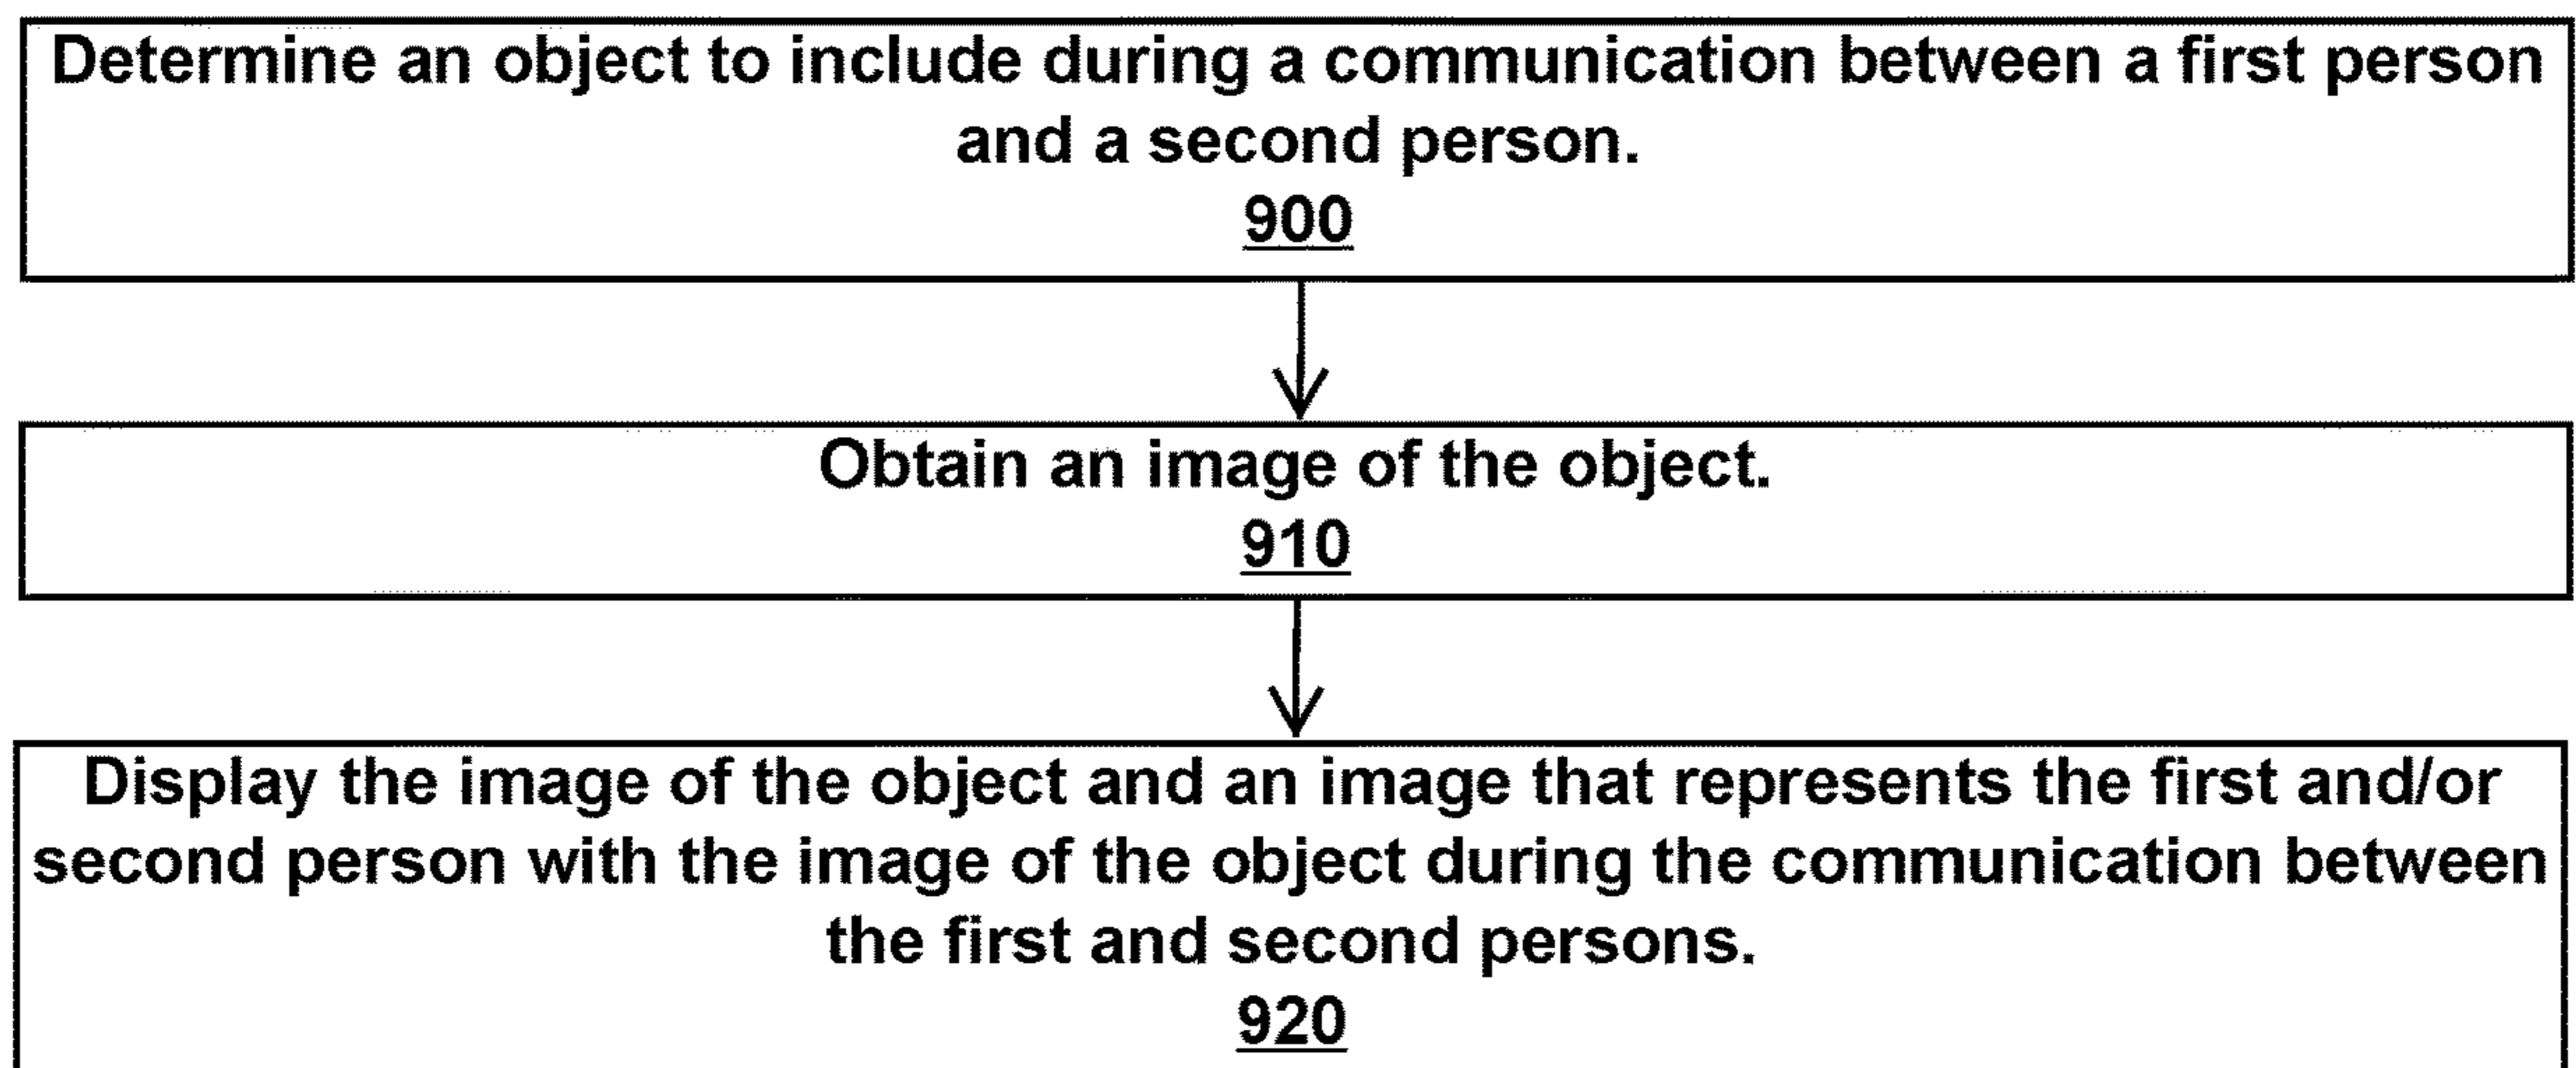 Determine an object to include during a communication between a first person
and a second person.
900
Obtain an image of the object.
910
Display the image of the object and an image that represents the first and/or
second person with the image of the object during the communication between
the first and second persons.
920